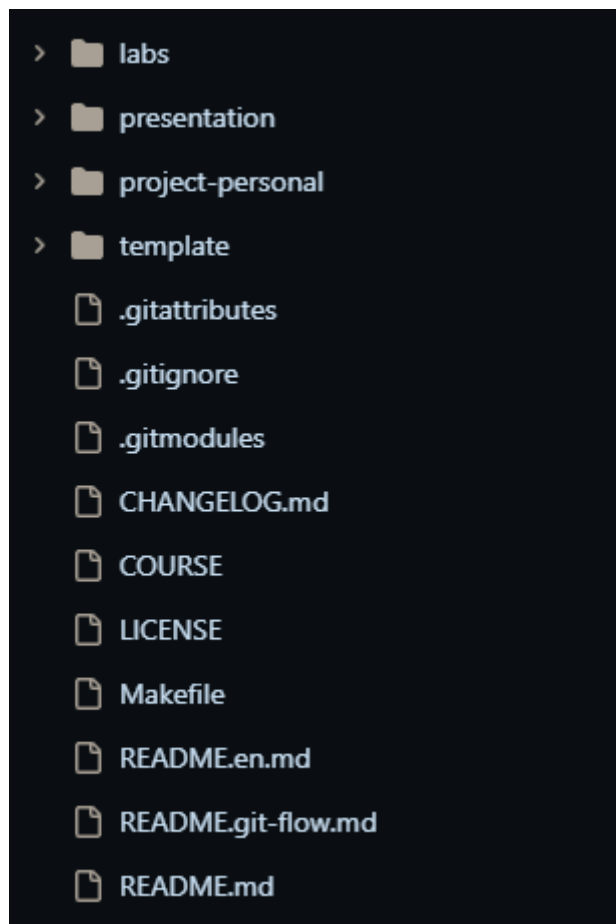 labs
presentation
project-personal
template
.gitattributes
.gitignore
.gitmodules
CHANGELOG.md
COURSE
LICENSE
Makefile
README.en.md
README.git-flow.md
README.md